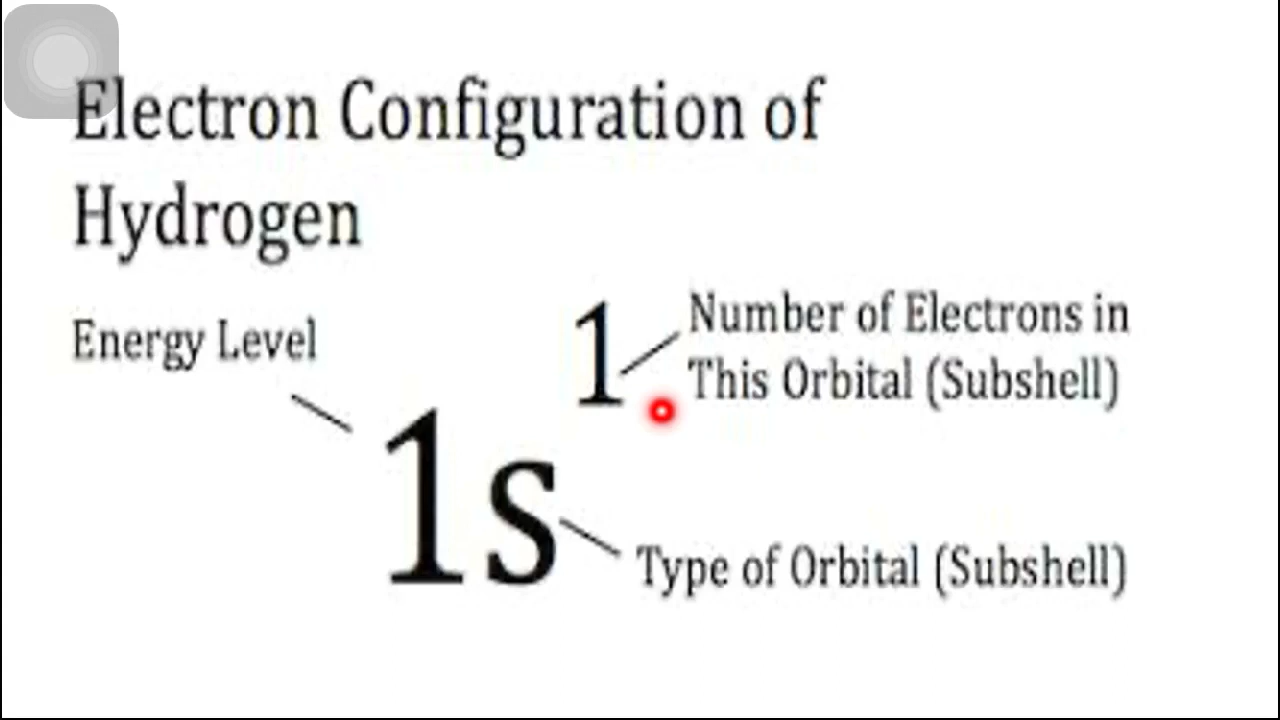 Electron Configuration of
Hydrogen
Energy Level
1
Number of Electrons in
This Orbital (Subshell)
1s
Type of Orbital (Subshell)